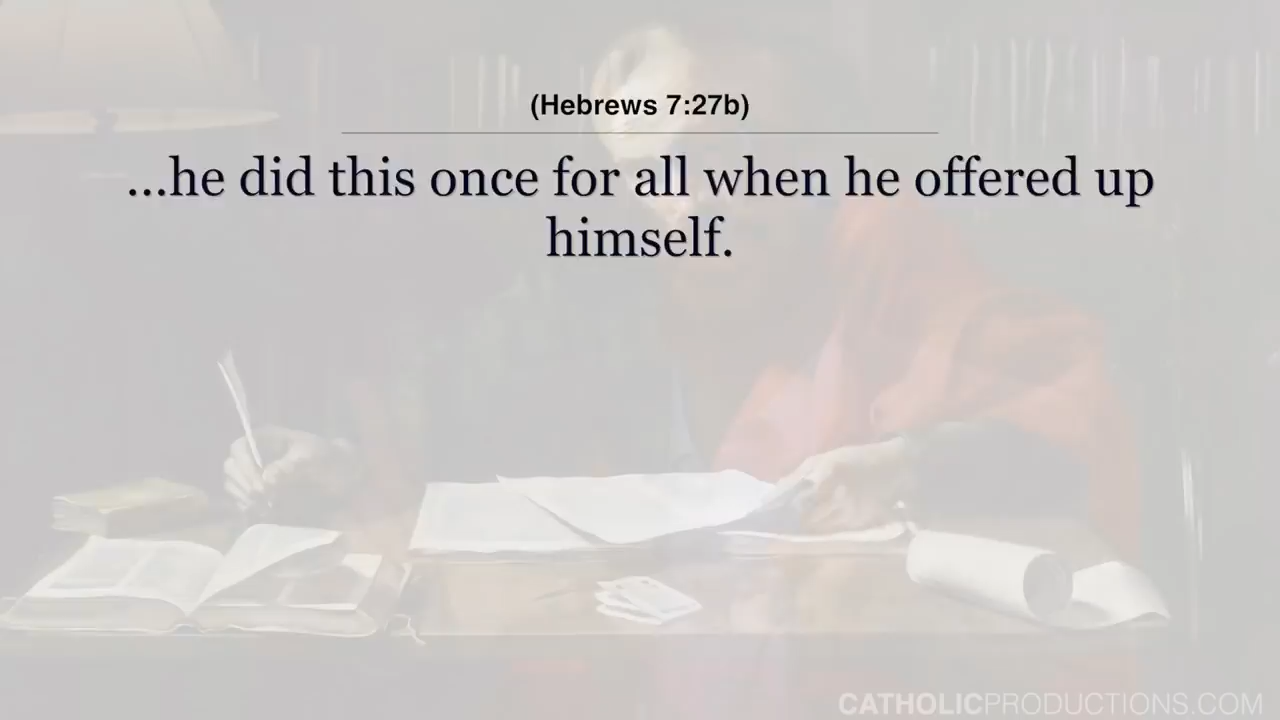 (Hebrews 7:27b)
...he did this once for all when he offered up
himself.
CATHOLICPRODUCTIONS.COM